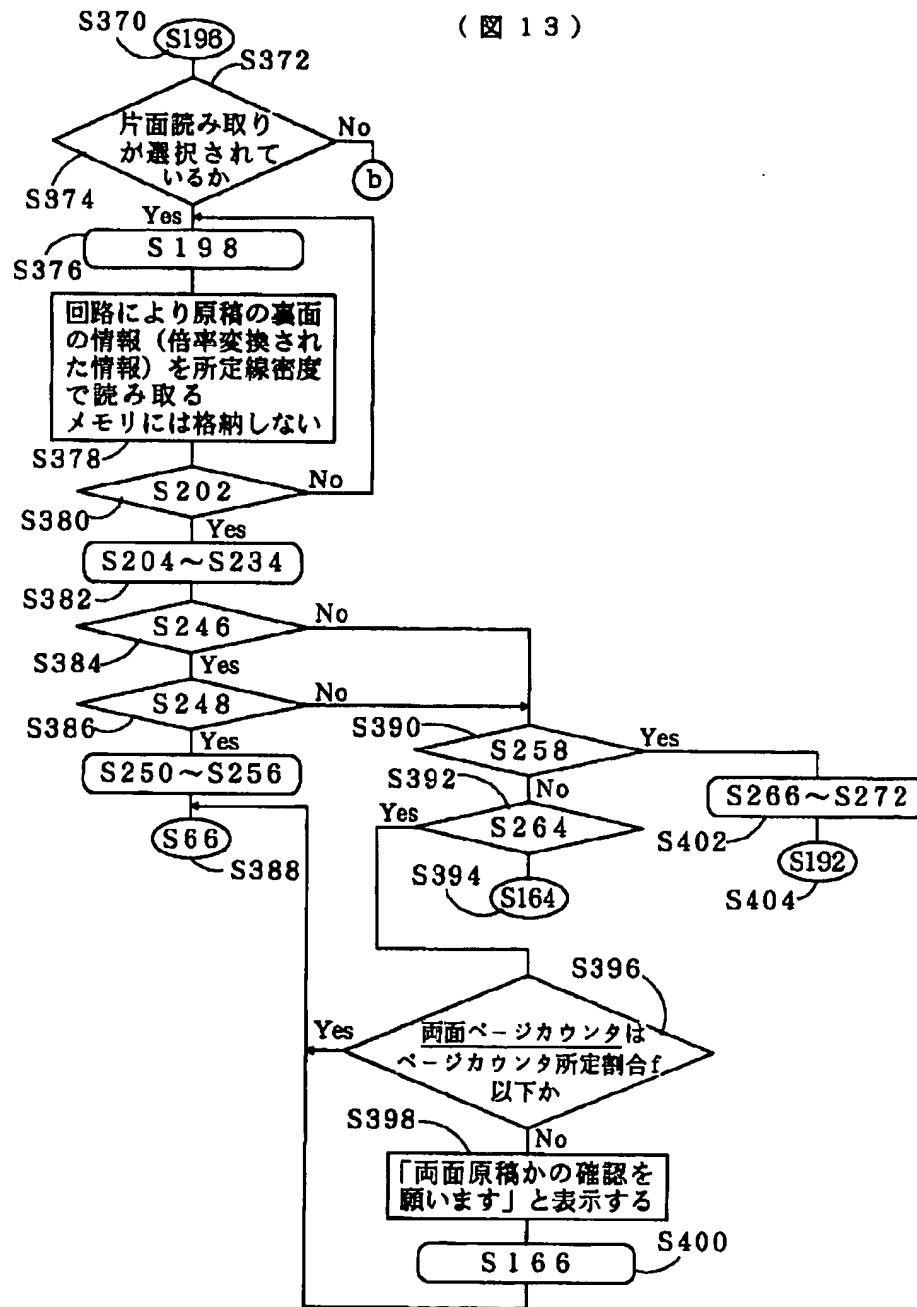 (図 13)
S370
S196
S372
片面読み取り
が選択されて
いるか
No
b
S374
Yes
S198
S376
回路により原稿の裏面
の情報(倍率変換され
た情報)を所定線密度
で読み取る
メモリには格納しない
S378
S202
No
S380
Yes
S204～S234
S382
S246
No
S384
Yes
S248
No
S386
Yes
S390
S258
Yes
S250～S256
S392
No
S266～S272
Yes
S264
S402
S66
S388
S394
S164
S192
S404
S396
Yes
両面ページカウンタは
ページカウンタ所定割合f
以下か
S398
No
「両面原稿かの確認を
願います」と表示する
S400
S166